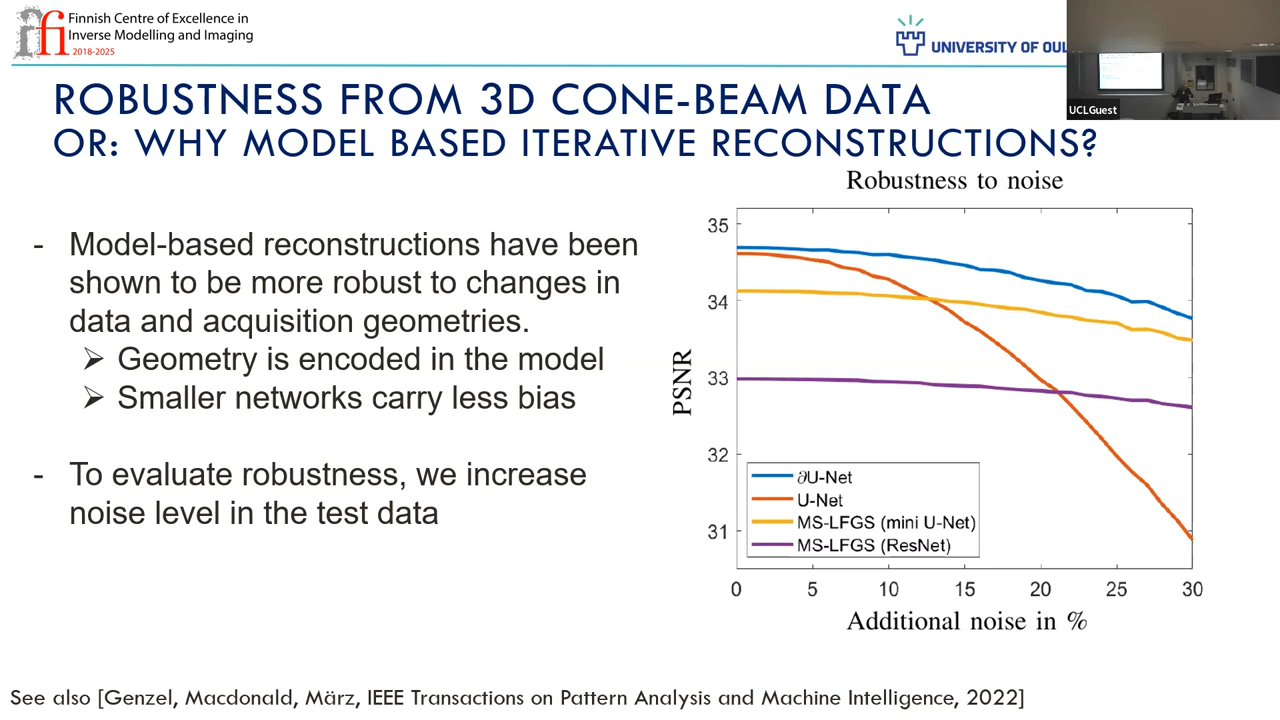 Finnish Centre of Excellence in
Inverse Modelling and Imaging
2018-2025
UNIVERSITY OF OUL
UCLGuest
ROBUSTNESS FROM 3D CONE-BEAM DATA
OR: WHY MODEL BASED ITERATIVE RECONSTRUCTIONS?
- Model-based reconstructions have been
shown to be more robust to changes in
data and acquisition geometries.
➢ Geometry is encoded in the model
➢ Smaller networks carry less bias
- To evaluate robustness, we increase
noise level in the test data
Robustness to noise
PSNR
35
34
33
32
31
∂U-Net
U-Net
MS-LFGS (mini U-Net)
MS-LFGS (ResNet)
0 5 10 15 20 25 30
Additional noise in %
See also [Genzel, Macdonald, März, IEEE Transactions on Pattern Analysis and Machine Intelligence, 2022]